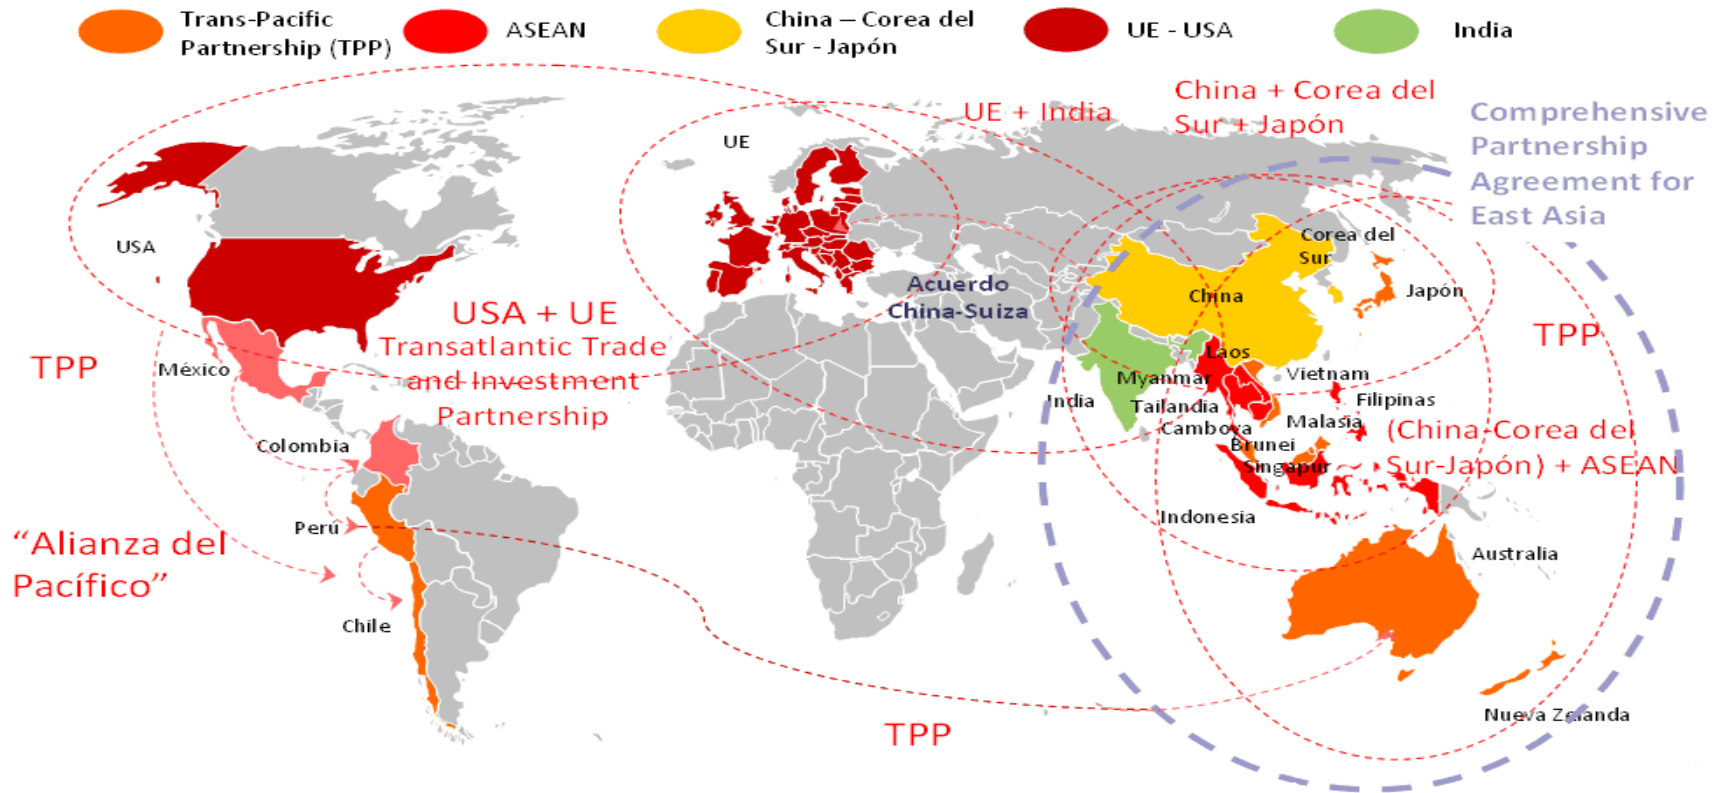 Trans-Pacific
Partnership (TPP)
ASEAN
China – Corea del
Sur - Japón
UE - USA
India
UE + India
China + Corea del
Sur + Japón
Comprehensive
Partnership
Agreement for
East Asia
UE
USA
Corea del
Sur
Acuerdo
China-Suiza
China
Japón
USA + UE
Transatlantic Trade
and Investment
Partnership
TPP
TPP
México
Laos
Myanmar
Vietnam
India
Tailandia
Filipinas
Camboya
Malasia
Brunei
Singapur
(China-Corea del
Sur-Japón) + ASEAN
Colombia
Indonesia
Perú
"Alianza del
Pacífico"
Australia
Chile
Nueva Zelanda
TPP